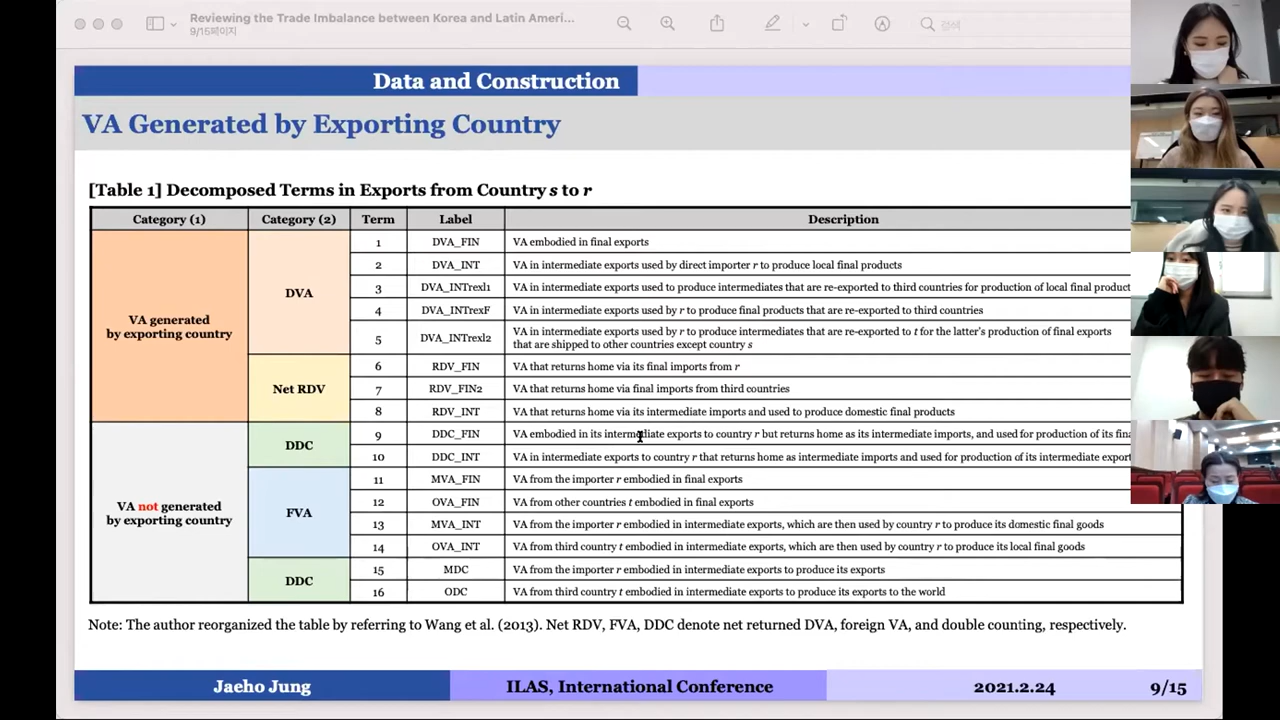 Reviewing the Trade Imbalance between Korea and Latin Ameri...
9/15페이지
검색
Data and Construction
VA Generated by Exporting Country
[Table 1] Decomposed Terms in Exports from Country s to r
Category (1) Category (2) Term Label Description
VA generated
by exporting country
DVA
1 DVA_FIN VA embodied in final exports
2 DVA_INT VA in intermediate exports used by direct importer r to produce local final products
3 DVA_INTrexI1 VA in intermediate exports used to produce intermediates that are re-exported to third countries for production of local final product
4 DVA_INTrexF VA in intermediate exports used by r to produce final products that are re-exported to third countries
5 DVA_INTrexI2 VA in intermediate exports used by r to produce intermediates that are re-exported to t for the latter's production of final exports
that are shipped to other countries except country s
Net RDV
6 RDV_FIN VA that returns home via its final imports from r
7 RDV_FIN2 VA that returns home via final imports from third countries
8 RDV_INT VA that returns home via its intermediate imports and used to produce domestic final products
VA not generated
by exporting country
DDC
9 DDC_FIN VA embodied in its intermediate exports to country r but returns home as its intermediate imports, and used for production of its fina
10 DDC_INT VA in intermediate exports to country r that returns home as intermediate imports and used for production of its intermediate export
FVA
11 MVA_FIN VA from the importer r embodied in final exports
12 OVA_FIN VA from other countries t embodied in final exports
13 MVA_INT VA from the importer r embodied in intermediate exports, which are then used by country r to produce its domestic final goods
14 OVA_INT VA from third country t embodied in intermediate exports, which are then used by country r to produce its local final goods
DDC
15 MDC VA from the importer r embodied in intermediate exports to produce its exports
16 ODC VA from third country t embodied in intermediate exports to produce its exports to the world
Note: The author reorganized the table by referring to Wang et al. (2013). Net RDV, FVA, DDC denote net returned DVA, foreign VA, and double counting, respectively.
Jaeho Jung
ILAS, International Conference
2021.2.24
9/15